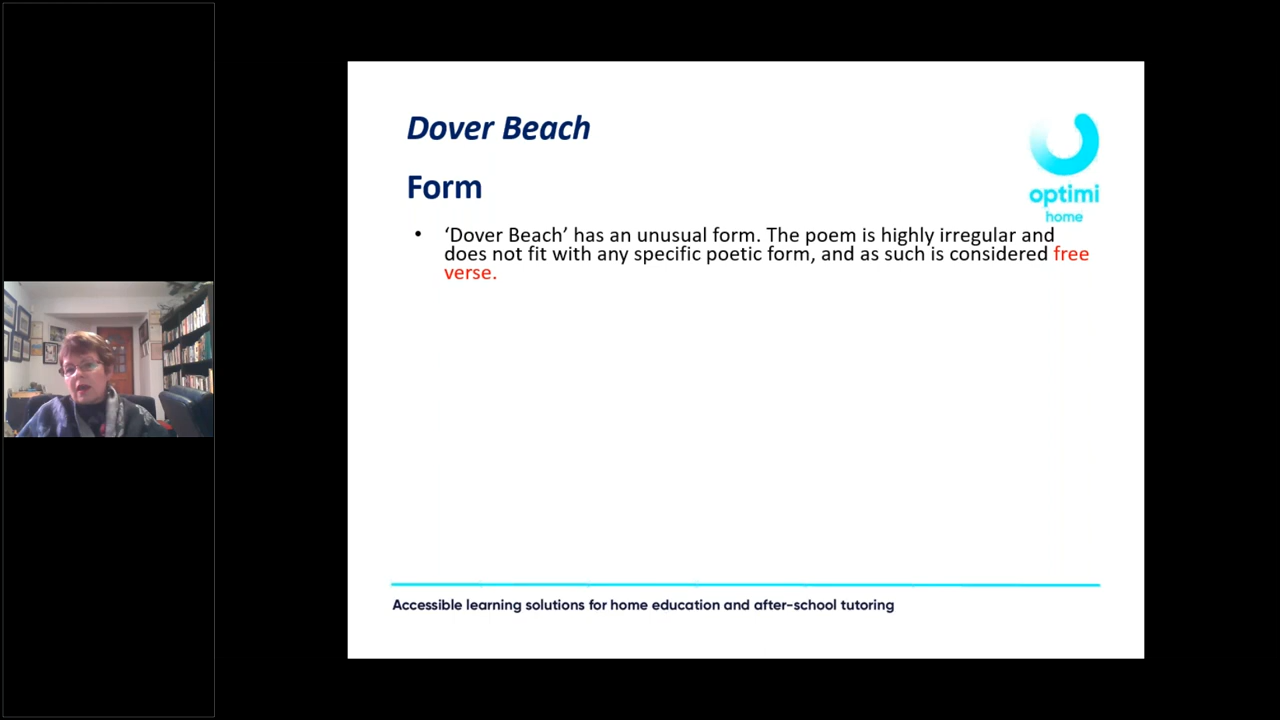 Dover Beach
optimi
home
Form
• ‘Dover Beach’ has an unusual form. The poem is highly irregular and
does not fit with any specific poetic form, and as such is considered free
verse.
Accessible learning solutions for home education and after-school tutoring